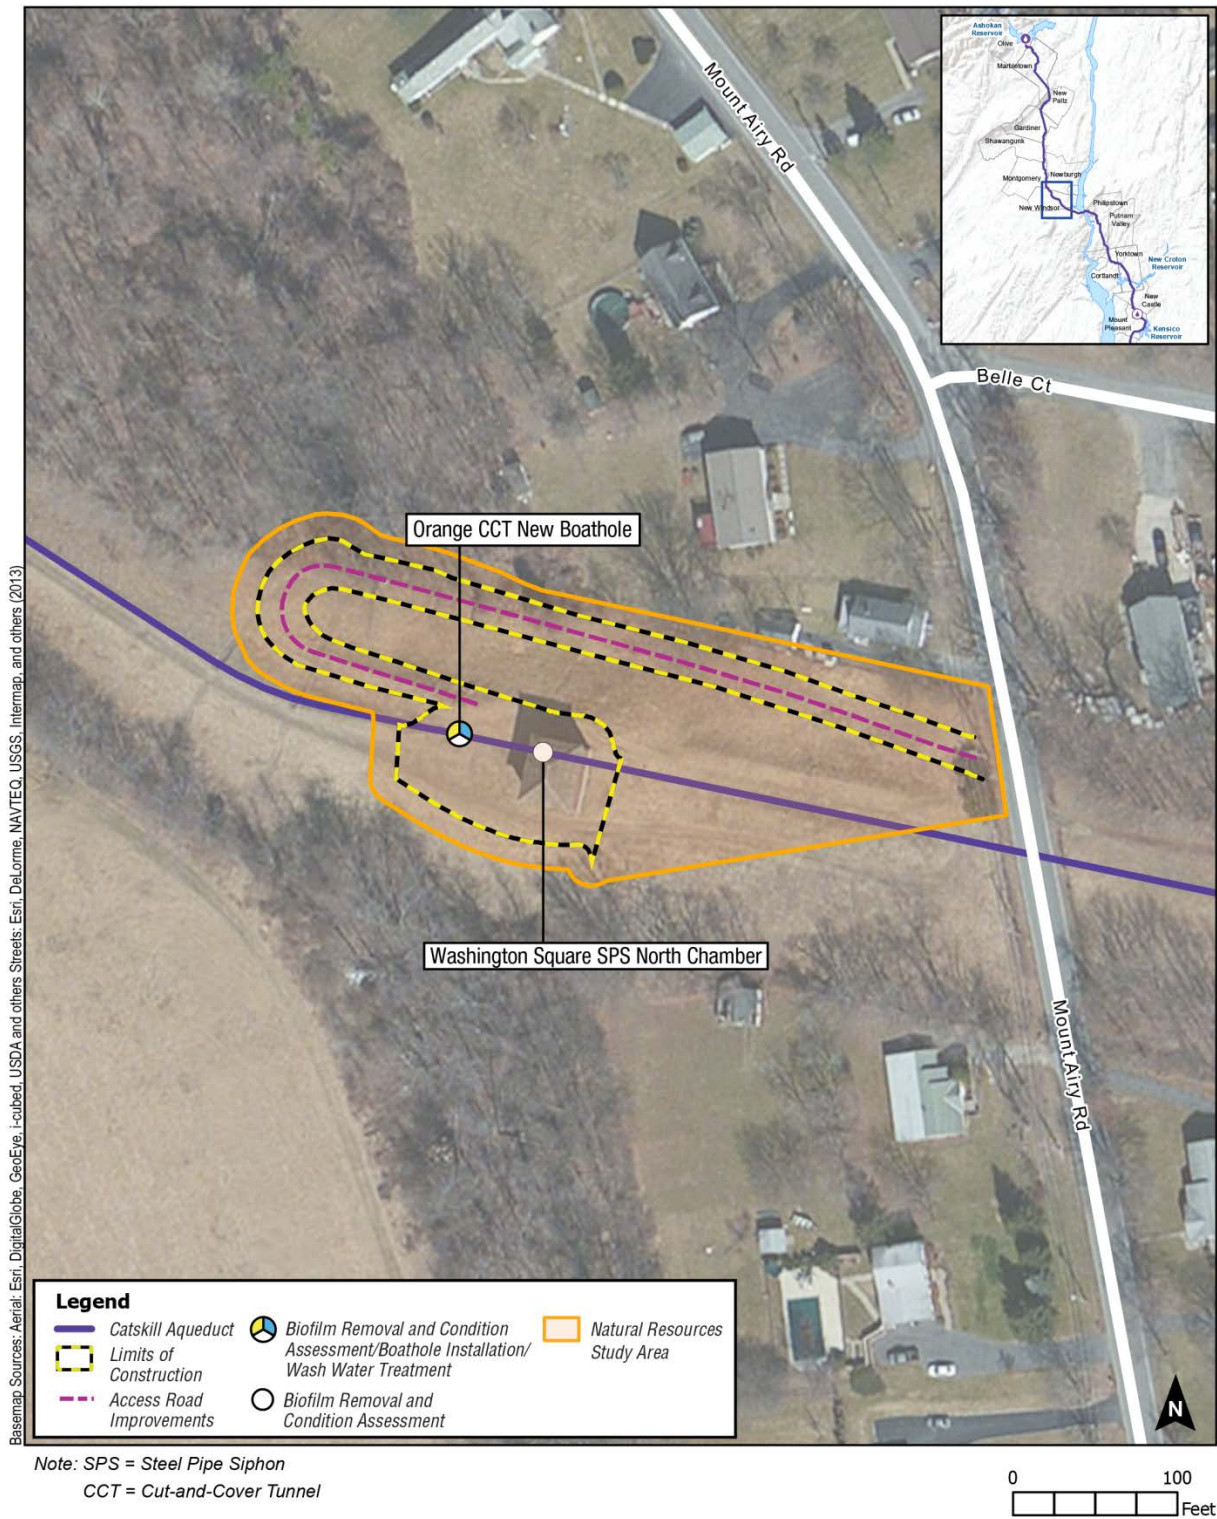 Ashokan
Reservoir
Olive
Marbletown
New
Paltz
Gardiner
Shawangunk
Montgomery
Newburgh
New Windsor
Philipstown
Putnam
Valley
Yorktown
New Croton
Reservoir
Cortlandt
New
Castle
Mount
Pleasant
Kensico
Reservoir
Mount Airy Rd
Belle Ct
Orange CCT New Boathole
Washington Square SPS North Chamber
Mount Airy Rd
Basemap Sources: Aerial: Esri, DigitalGlobe, GeoEye, i-cubed, USDA and others Streets: Esri, DeLorme, NAVTEQ, USGS, Intermap, and others (2013)
Legend
Catskill Aqueduct
Limits of
Construction
Access Road
Improvements
Biofilm Removal and Condition
Assessment/Boathole Installation/
Wash Water Treatment
Biofilm Removal and
Condition Assessment
Natural Resources
Study Area
N
Note: SPS = Steel Pipe Siphon
CCT = Cut-and-Cover Tunnel
0 100
Feet